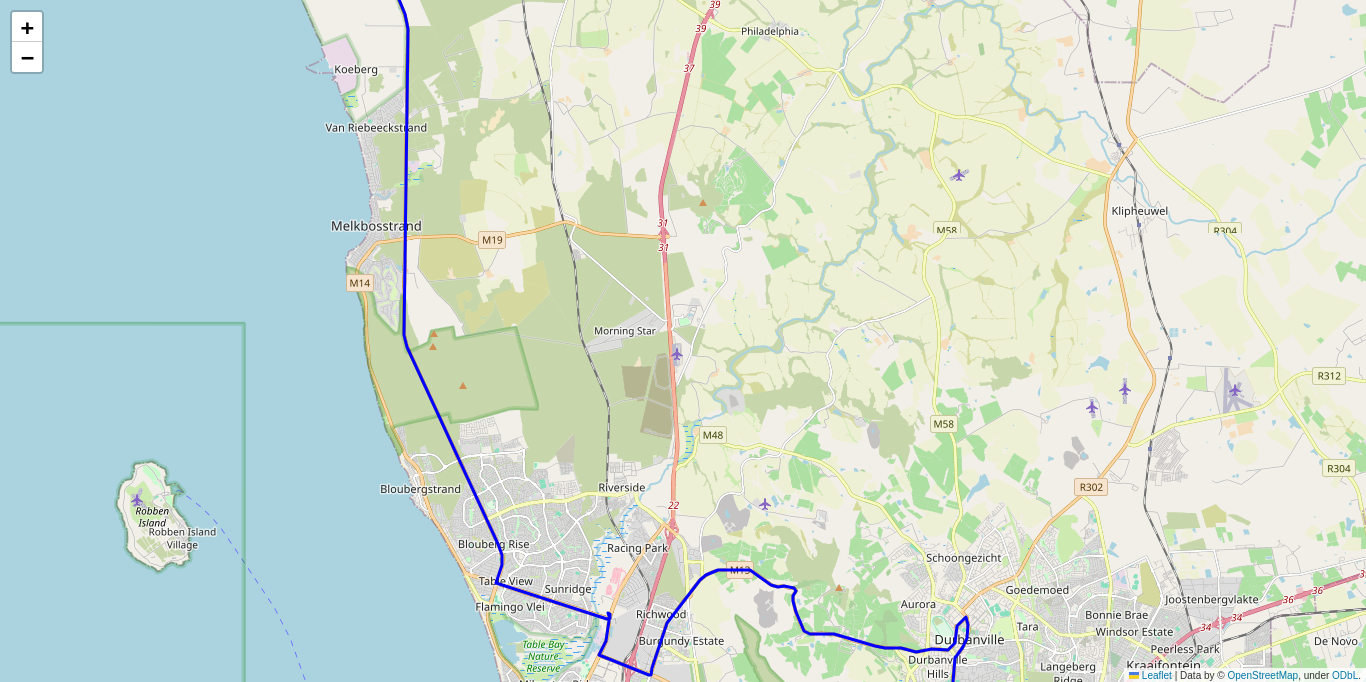 +
−
39
39
Philadelphia
37
Koeberg
Van Riebeeckstrand
Klipheuwel
Melkbosstrand
31
31
M19
M58
R304
M14
Morning Star
R312
M58
M48
R304
Bloubergstrand
Riverside
R302
22
Robben
Island
Robben Island
Village
Blouberg Rise
Racing Park
Schoongezicht
M13
Table View
Sunridge
Goedemoed
36
36
Flamingo Vlei
Richwood
Aurora
Joostenbergvlakte
Bonnie Brae
34
34
Tara
Windsor Estate
Burgundy Estate
Durbanville
De Novo
Table Bay
Nature
Reserve
Peerless Park
Durbanville
Hills
Langeberg
Ridge
Kraaifontein
Leaflet | Data by © OpenStreetMap, under ODbL.